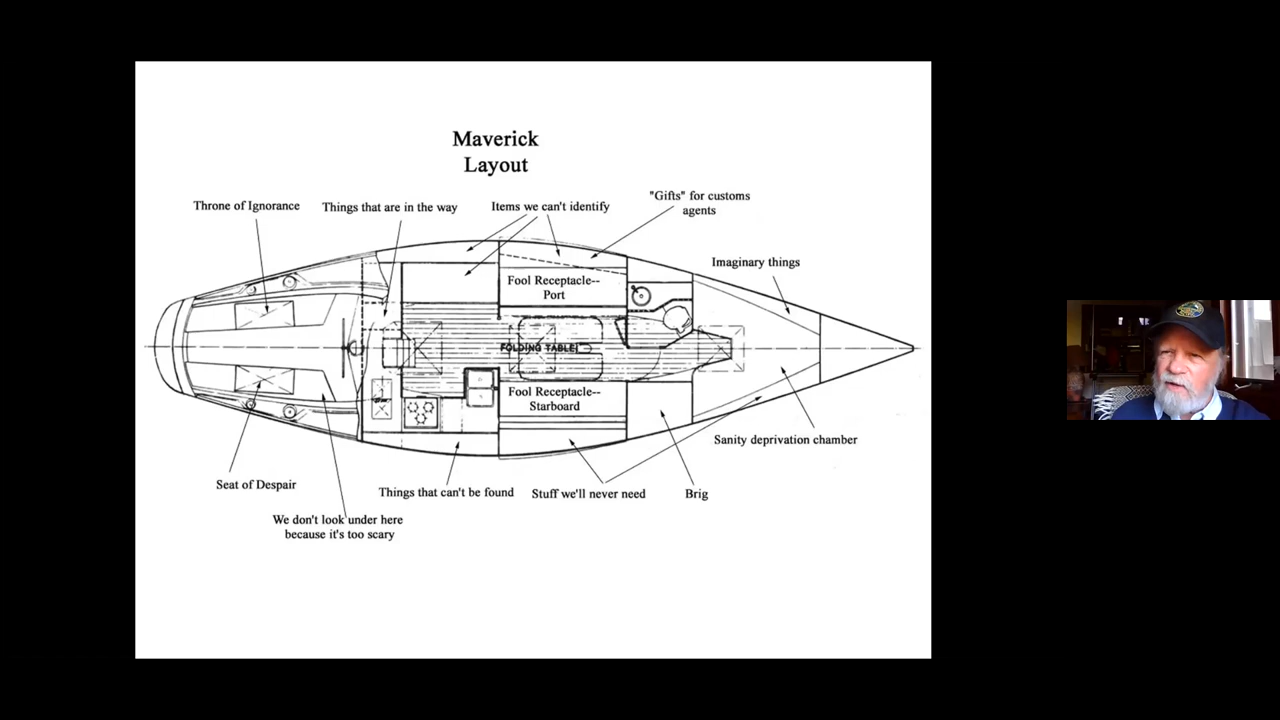 Maverick
Layout
"Gifts" for customs
agents
Throne of Ignorance
Things that are in the way
Items we can't identify
Imaginary things
Fool Receptacle--
Port
FOLDING TABLE
Fool Receptacle--
Starboard
Sanity deprivation chamber
Seat of Despair
Things that can't be found
Stuff we'll never need
Brig
We don't look under here
because it's too scary